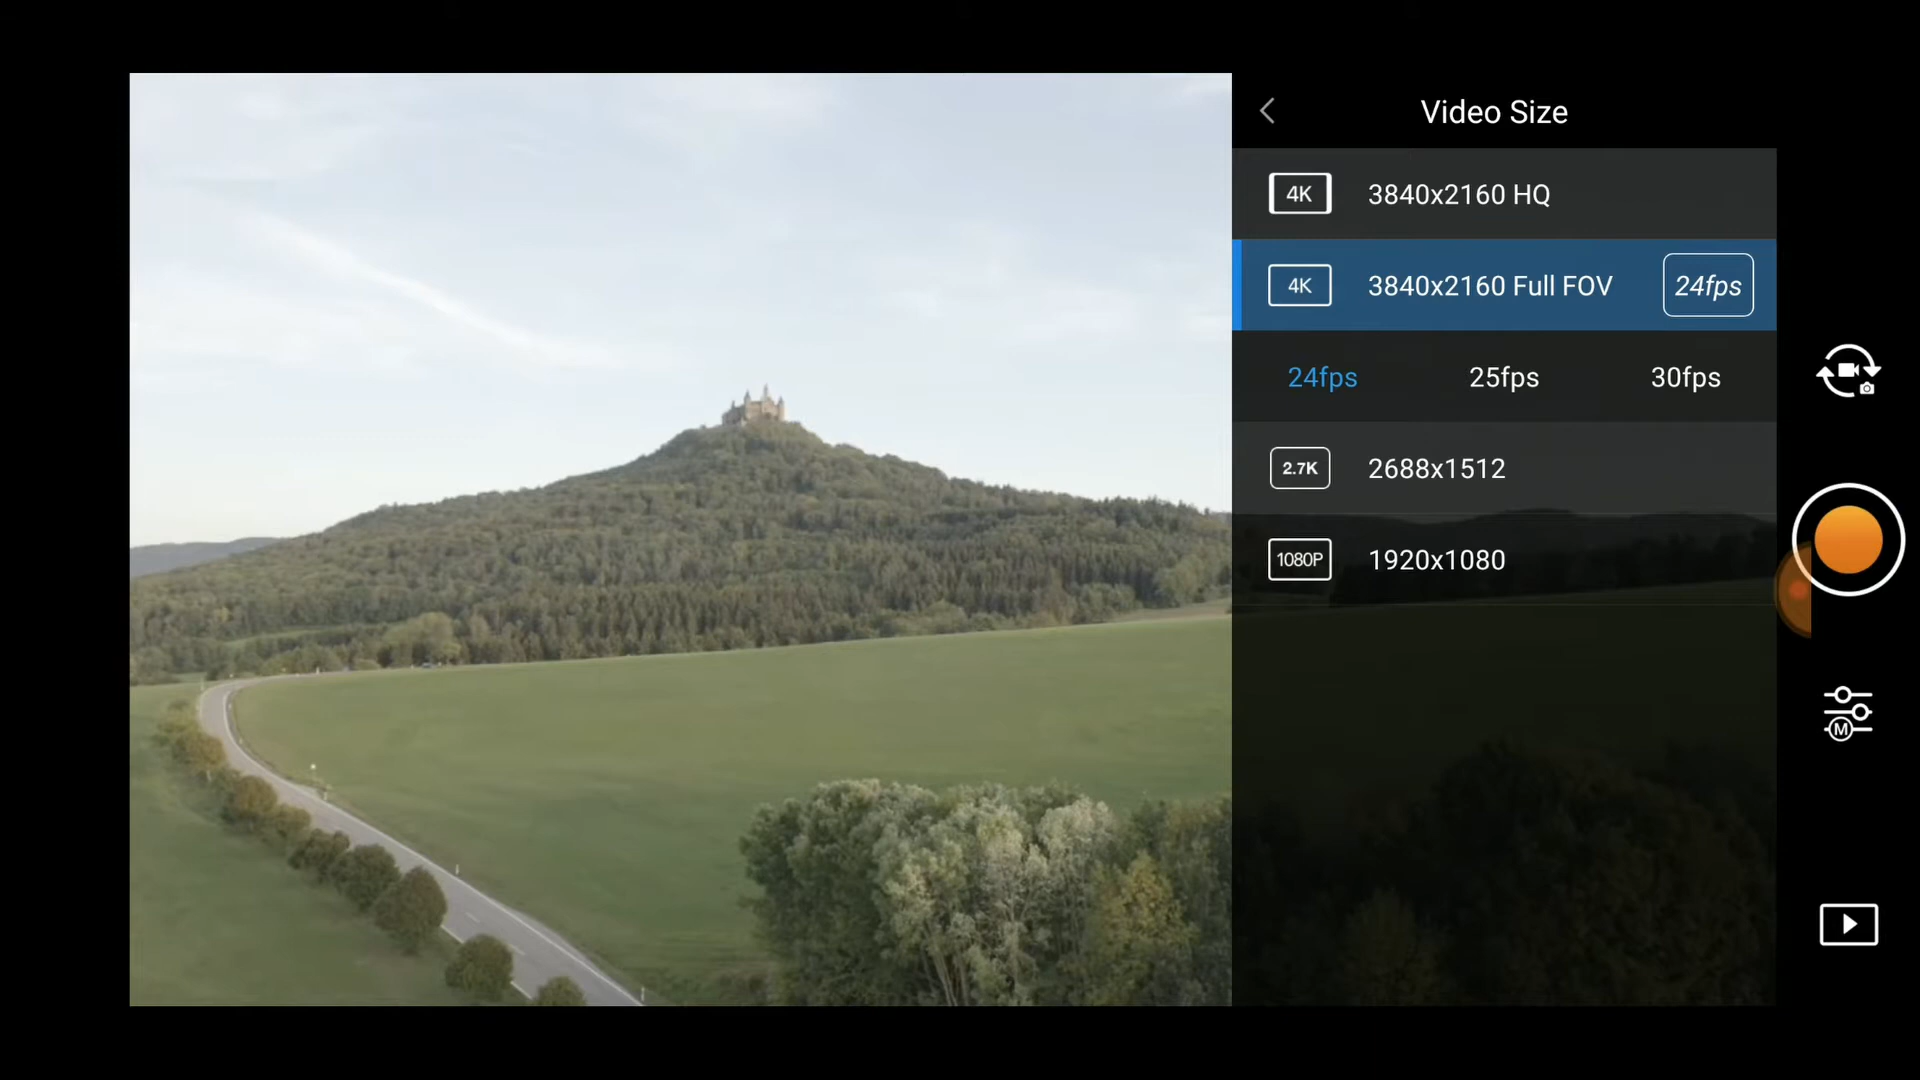 Video Size
4K 3840x2160 HQ
4K 3840x2160 Full FOV 24fps
24fps 25fps 30fps
2.7K 2688x1512
1080P 1920x1080
M